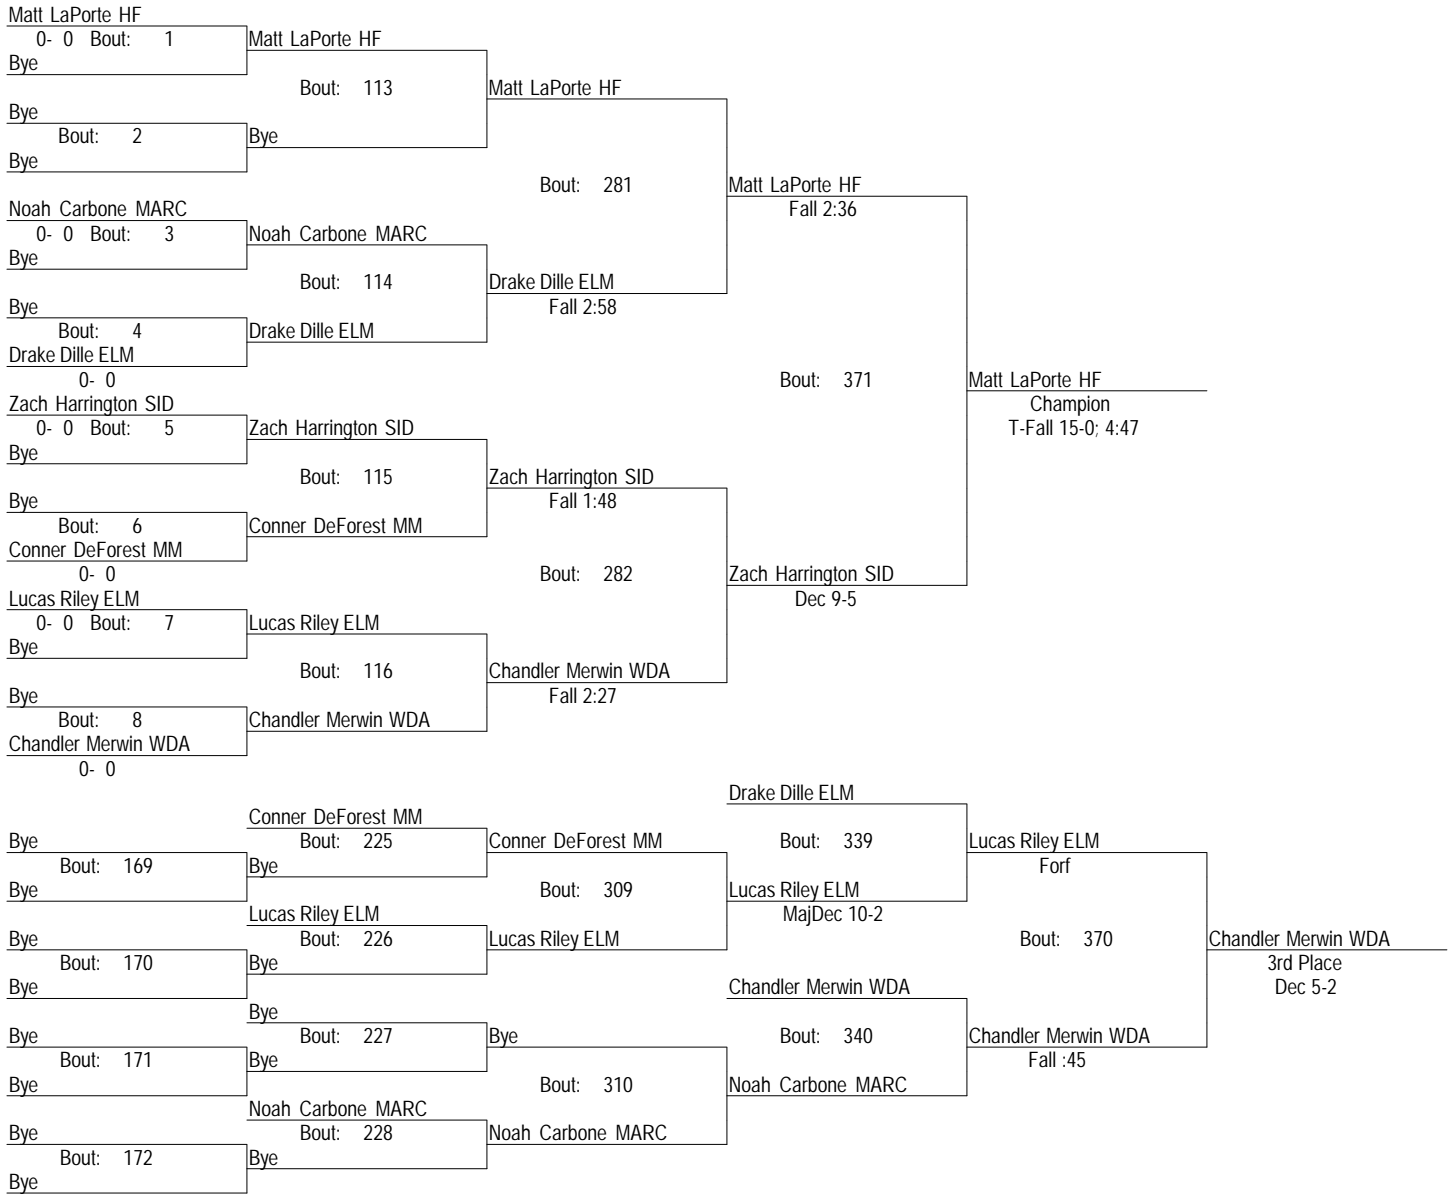 Matt LaPorte HF
0- 0 Bout: 1
Matt LaPorte HF
Bye
Bout: 113
Matt LaPorte HF
Bye
Bout: 2
Bye
Bye
Bout: 281
Matt LaPorte HF
Fall 2:36
Noah Carbone MARC
0- 0 Bout: 3
Noah Carbone MARC
Bye
Bout: 114
Drake Dille ELM
Fall 2:58
Bye
Bout: 4
Drake Dille ELM
Drake Dille ELM
0- 0
Bout: 371
Matt LaPorte HF
Champion
T-Fall 15-0; 4:47
Zach Harrington SID
0- 0 Bout: 5
Zach Harrington SID
Bye
Bout: 115
Zach Harrington SID
Fall 1:48
Bye
Bout: 6
Conner DeForest MM
Conner DeForest MM
0- 0
Bout: 282
Zach Harrington SID
Dec 9-5
Lucas Riley ELM
0- 0 Bout: 7
Lucas Riley ELM
Bye
Bout: 116
Chandler Merwin WDA
Fall 2:27
Bye
Bout: 8
Chandler Merwin WDA
Chandler Merwin WDA
0- 0
Drake Dille ELM
Conner DeForest MM
Bye
Bout: 225
Conner DeForest MM
Bout: 339
Lucas Riley ELM
Forf
Bout: 169
Bye
Bye
Bout: 309
Lucas Riley ELM
MajDec 10-2
Lucas Riley ELM
Bye
Bout: 226
Lucas Riley ELM
Bout: 370
Chandler Merwin WDA
3rd Place
Dec 5-2
Bout: 170
Bye
Bye
Chandler Merwin WDA
Bye
Bye
Bout: 227
Bye
Bout: 340
Chandler Merwin WDA
Fall :45
Bout: 171
Bye
Bye
Bout: 310
Noah Carbone MARC
Noah Carbone MARC
Bye
Bout: 228
Noah Carbone MARC
Bout: 172
Bye
Bye